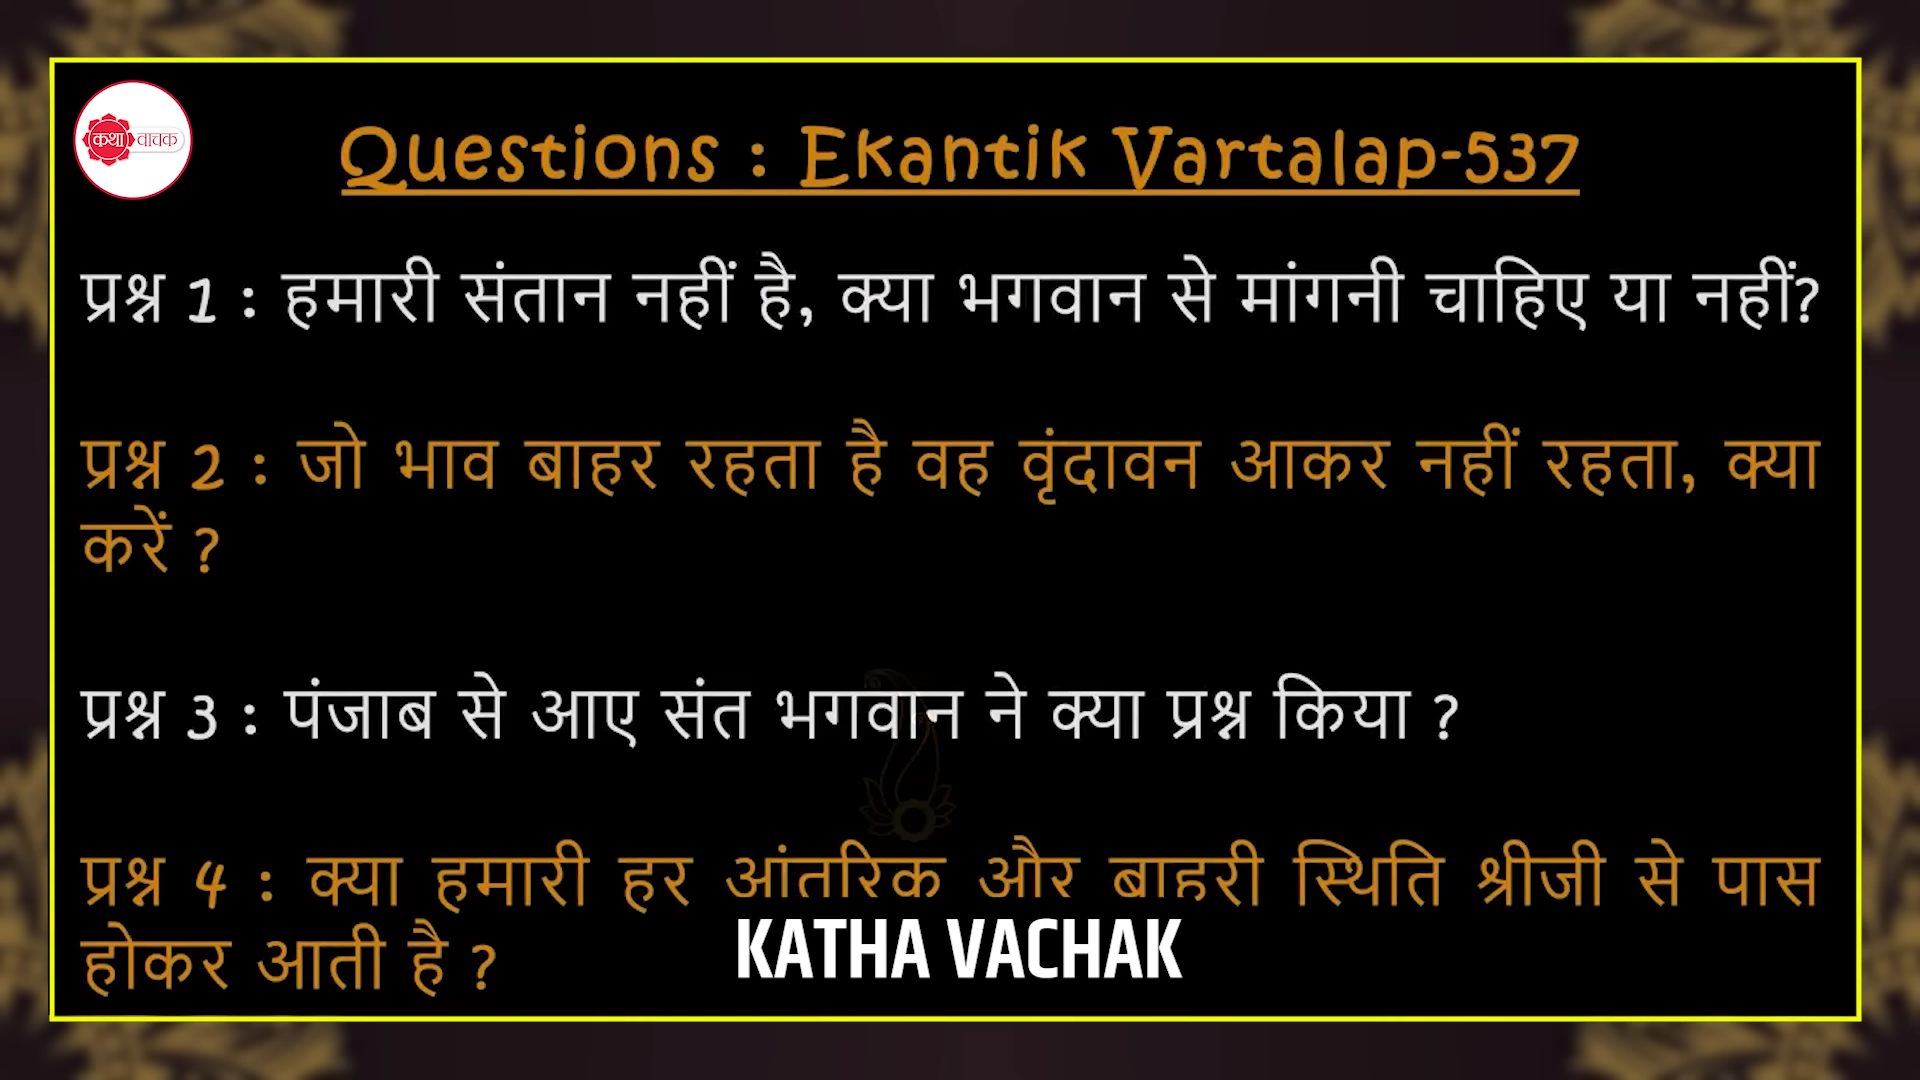 कथा वाचक
Questions : Ekantik Vartalap-537
प्रश्न 1 : हमारी संतान नहीं है, क्या भगवान से मांगनी चाहिए या नहीं?
प्रश्न 2 : जो भाव बाहर रहता है वह वृंदावन आकर नहीं रहता, क्या
करें ?
प्रश्न 3 : पंजाब से आए संत भगवान ने क्या प्रश्न किया ?
प्रश्न 4 : क्या हमारी हर आंतरिक और बाहरी स्थिति श्रीजी से पास
होकर आती है ?
KATHA VACHAK